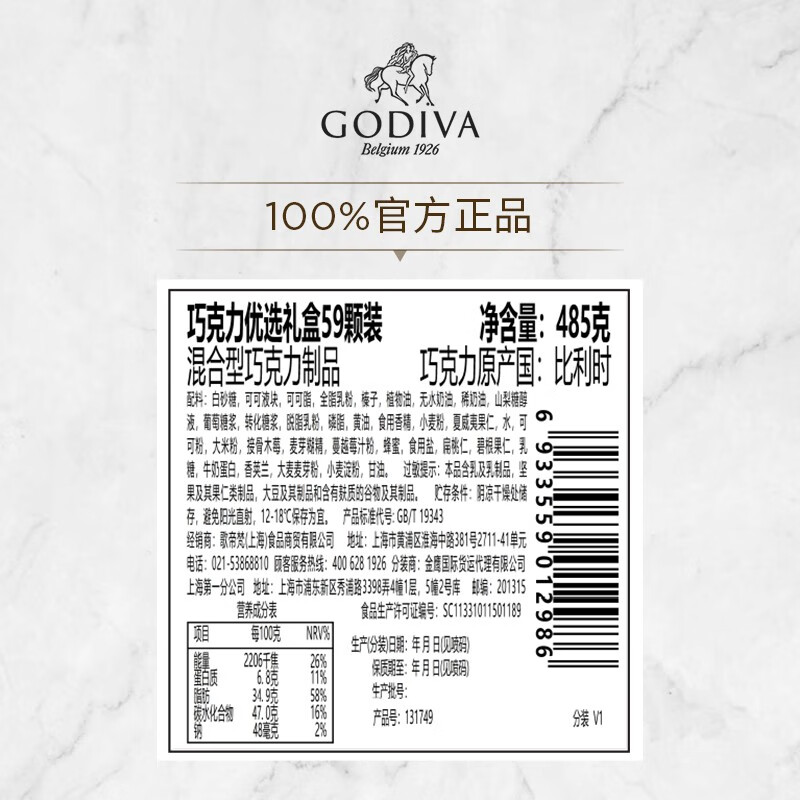 GODIVA
Belgium 1926
100%官方正品
巧克力优选礼盒59颗装 净含量：485克
混合型巧克力制品 巧克力原产国：比利时
配料：白砂糖，可可液块，可可脂，全脂乳粉，榛子，植物油，无水奶油，稀奶油，山梨糖醇
液，葡萄糖浆，转化糖浆，脱脂乳粉，磷脂，黄油，食用香精，小麦粉，夏威夷果仁，水，可
可粉，大米粉，接骨木莓，麦芽糊精，蔓越莓汁粉，蜂蜜，食用盐，扁桃仁，碧根果仁，乳
糖，牛奶蛋白，香荚兰，大麦麦芽粉，小麦淀粉，甘油。 过敏提示：本品含乳及乳制品，坚
果及其果仁类制品，大豆及其制品和含有麸质的谷物及其制品。 贮存条件：阴凉干燥处储
存，避免阳光直射，12-18℃保存为宜。 产品标准代号: GB/T 19343
经销商：歌帝梵(上海)食品商贸有限公司 地址：上海市黄浦区淮海中路381号2711-41单元
电话：021-53868810 顾客服务热线：400 628 1926 分装商：金鹰国际货运代理有限公司
上海第一分公司 地址：上海市浦东新区秀浦路3398弄4幢1层，5幢2号库 邮编：201315
营养成分表 食品生产许可证编号：SC11331011501189
项目 每100克 NRV%
能量 2206千焦 26%
蛋白质 6.8克 11%
脂肪 34.9克 58%
碳水化合物 47.0克 16%
钠 48毫克 2%
生产(分装)日期：年 月 日(见喷码)
保质期至：年 月 日(见喷码)
生产批号：
产品号：131749 分装 V1
6 933559 012986